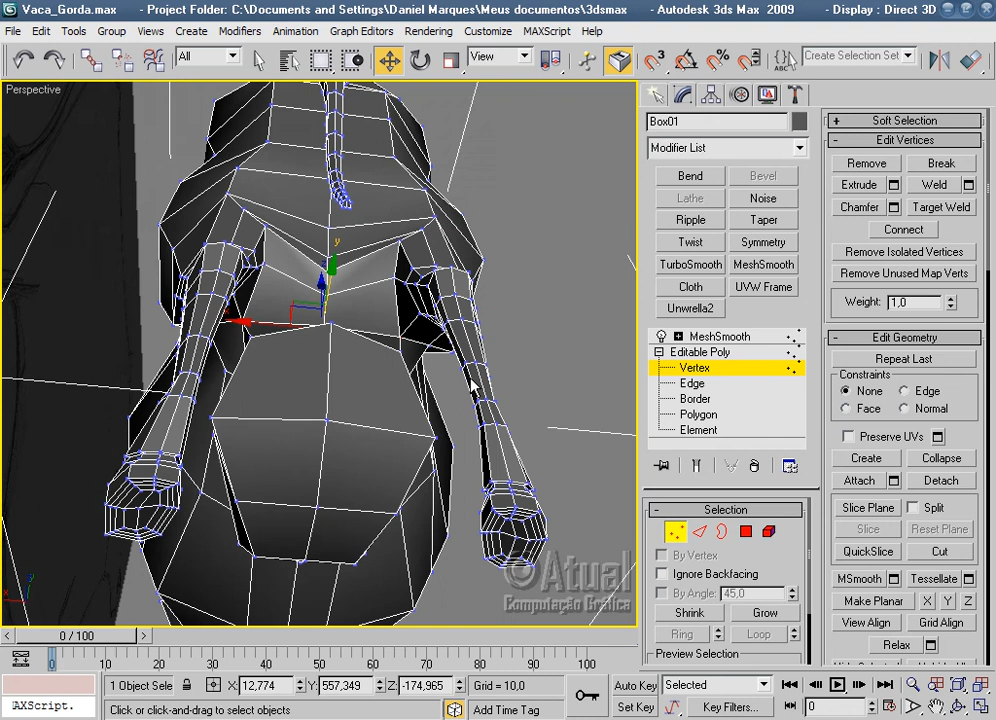 Vaca_Gorda.max - Project Folder: C:\Documents and Settings\Daniel Marques\Meus documentos\3dsmax - Autodesk 3ds Max 2009 - Display : Direct 3D
File Edit Tools Group Views Create Modifiers Animation Graph Editors Rendering Customize MAXScript Help
All View Create Selection Set
Perspective
Box01
Modifier List
Bend Bevel
Lathe Noise
Ripple Taper
Twist Symmetry
TurboSmooth MeshSmooth
Cloth UVW Frame
Unwrella2
MeshSmooth
Editable Poly
Vertex
Edge
Border
Polygon
Element
- Selection
By Vertex
Ignore Backfacing
By Angle: 45,0
Shrink Grow
Ring Loop
Preview Selection
+ Soft Selection
- Edit Vertices
Remove Break
Extrude Weld
Chamfer Target Weld
Connect
Remove Isolated Vertices
Remove Unused Map Verts
Weight: 1,0
- Edit Geometry
Repeat Last
Constraints
None Edge
Face Normal
Preserve UVs
Create Collapse
Attach Detach
Slice Plane Split
Slice Reset Plane
QuickSlice Cut
MSmooth Tessellate
Make Planar X Y Z
View Align Grid Align
Relax
y
©Atual
Computação Gráfica
< 0 / 100 >
0 10 20 30 40 50 60 70 80 90 100
1 Object Sele X: 12,774 Y: 557,349 Z: -174,965 Grid = 10,0 Auto Key Selected
AXScript. Click or click-and-drag to select objects Add Time Tag Set Key Key Filters... 0